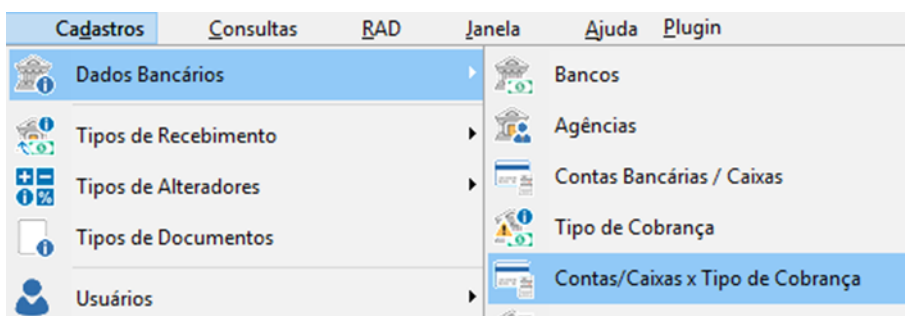 Cadastros Consultas RAD Janela Ajuda Plugin
Dados Bancários
Tipos de Recebimento
Tipos de Alteradores
Tipos de Documentos
Usuários
Bancos
Agências
Contas Bancárias / Caixas
Tipo de Cobrança
Contas/Caixas x Tipo de Cobrança